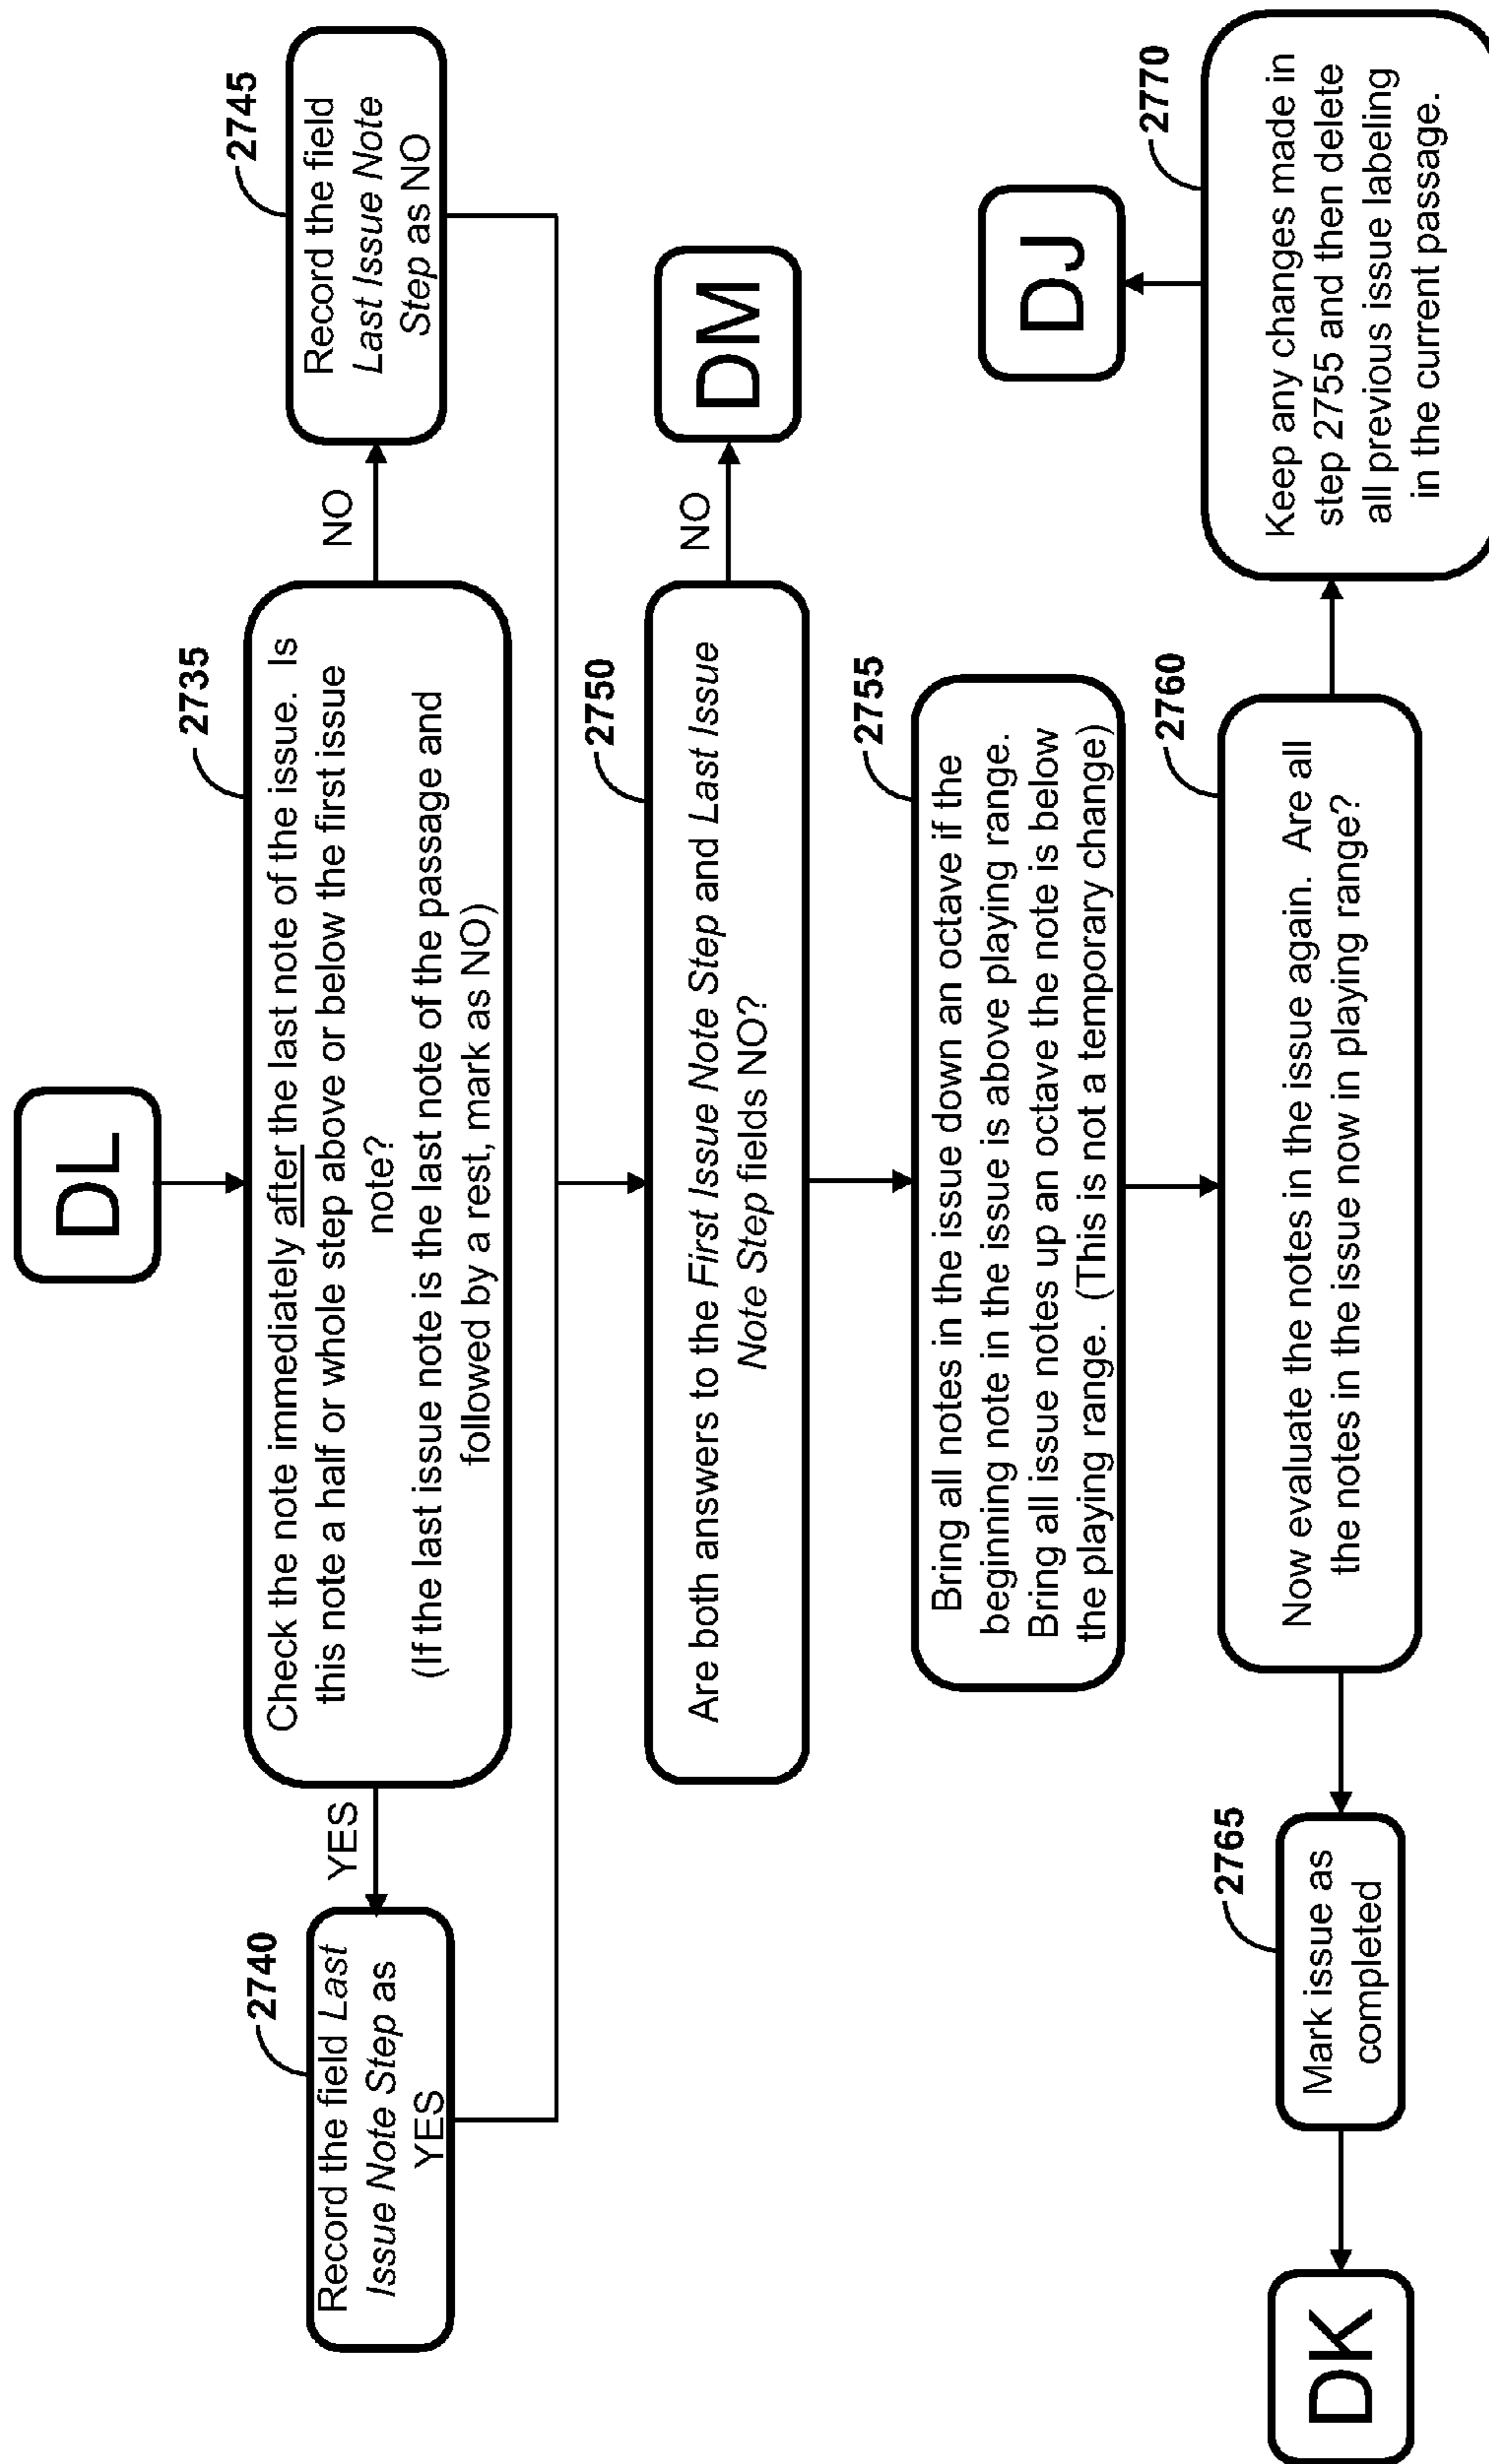 DL
2735
Check the note immediately after the last note of the issue. Is
this note a half or whole step above or below the first issue
note?
(If the last issue note is the last note of the passage and
followed by a rest, mark as NO)
YES
NO
2740
Record the field Last
Issue Note Step as
YES
2745
Record the field
Last Issue Note
Step as NO
2750
Are both answers to the First Issue Note Step and Last Issue
Note Step fields NO?
NO
DM
2755
Bring all notes in the issue down an octave if the
beginning note in the issue is above playing range.
Bring all issue notes up an octave the note is below
the playing range. (This is not a temporary change)
2760
Now evaluate the notes in the issue again. Are all
the notes in the issue now in playing range?
2765
Mark issue as
completed
DK
2770
Keep any changes made in
step 2755 and then delete
all previous issue labeling
in the current passage.
DJ